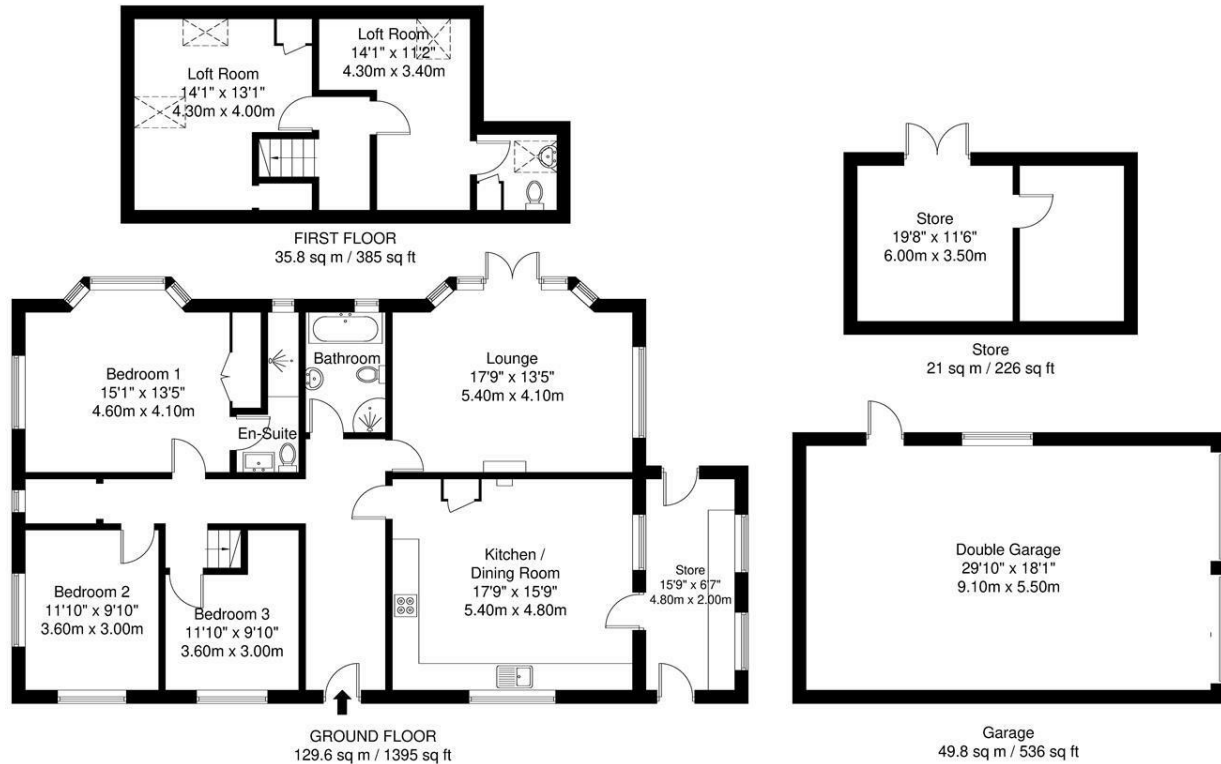 Loft Room
14'1" x 13'1"
4.30m x 4.00m
Loft Room
14'1" x 11'2"
4.30m x 3.40m
FIRST FLOOR
35.8 sq m / 385 sq ft
Store
19'8" x 11'6"
6.00m x 3.50m
Store
21 sq m / 226 sq ft
Bedroom 1
15'1" x 13'5"
4.60m x 4.10m
En-Suite
Bathroom
Lounge
17'9" x 13'5"
5.40m x 4.10m
Bedroom 2
11'10" x 9'10"
3.60m x 3.00m
Bedroom 3
11'10" x 9'10"
3.60m x 3.00m
Kitchen /
Dining Room
17'9" x 15'9"
5.40m x 4.80m
Store
15'9" x 6'7"
4.80m x 2.00m
GROUND FLOOR
129.6 sq m / 1395 sq ft
Double Garage
29'10" x 18'1"
9.10m x 5.50m
Garage
49.8 sq m / 536 sq ft